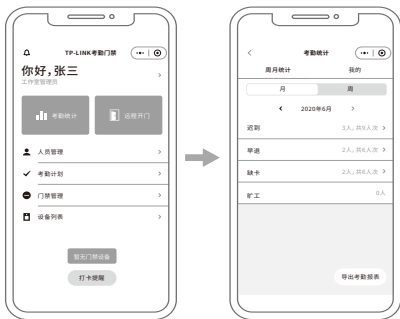 TP-LINK考勤门禁
你好，张三
工作室管理员
考勤统计
远程开门
人员管理
考勤计划
门禁管理
设备列表
暂无门禁设备
打卡提醒
考勤统计
周月统计
我的
月
周
2020年6月
迟到
3人，共9人次
早退
2人，共6人次
缺卡
2人，共6人次
旷工
0人
导出考勤报表